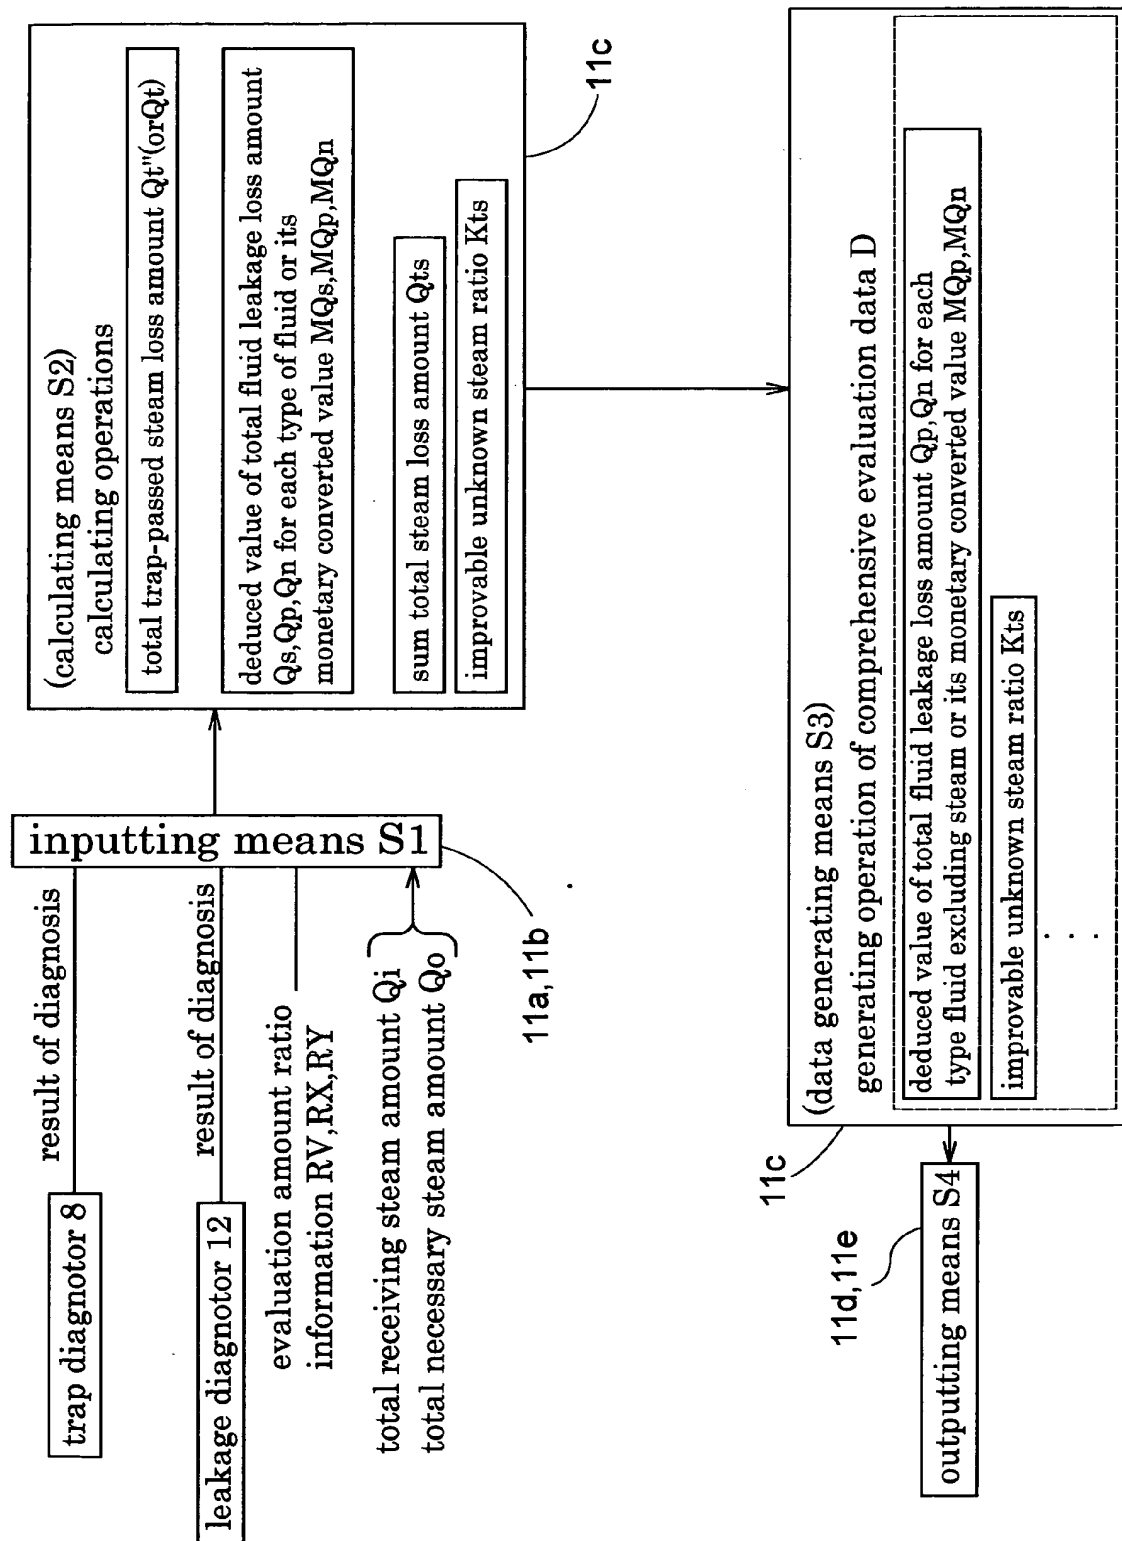 trap diagnotor 8
result of diagnosis
leakage diagnotor 12
result of diagnosis
evaluation amount ratio
information RV,RX,RY
total receiving steam amount Qi
total necessary steam amount Qo
inputting means S1
11a,11b
(calculating means S2)
calculating operations
total trap-passed steam loss amount Qt"(orQt)
deduced value of total fluid leakage loss amount
Qs,Qp,Qn for each type of fluid or its
monetary converted value MQs,MQp,MQn
sum total steam loss amount Qts
improvable unknown steam ratio Kts
11c
(data generating means S3)
generating operation of comprehensive evaluation data D
deduced value of total fluid leakage loss amount Qp,Qn for each
type fluid excluding steam or its monetary converted value MQp,MQn
improvable unknown steam ratio Kts
. . .
11c
outputting means S4
11d,11e